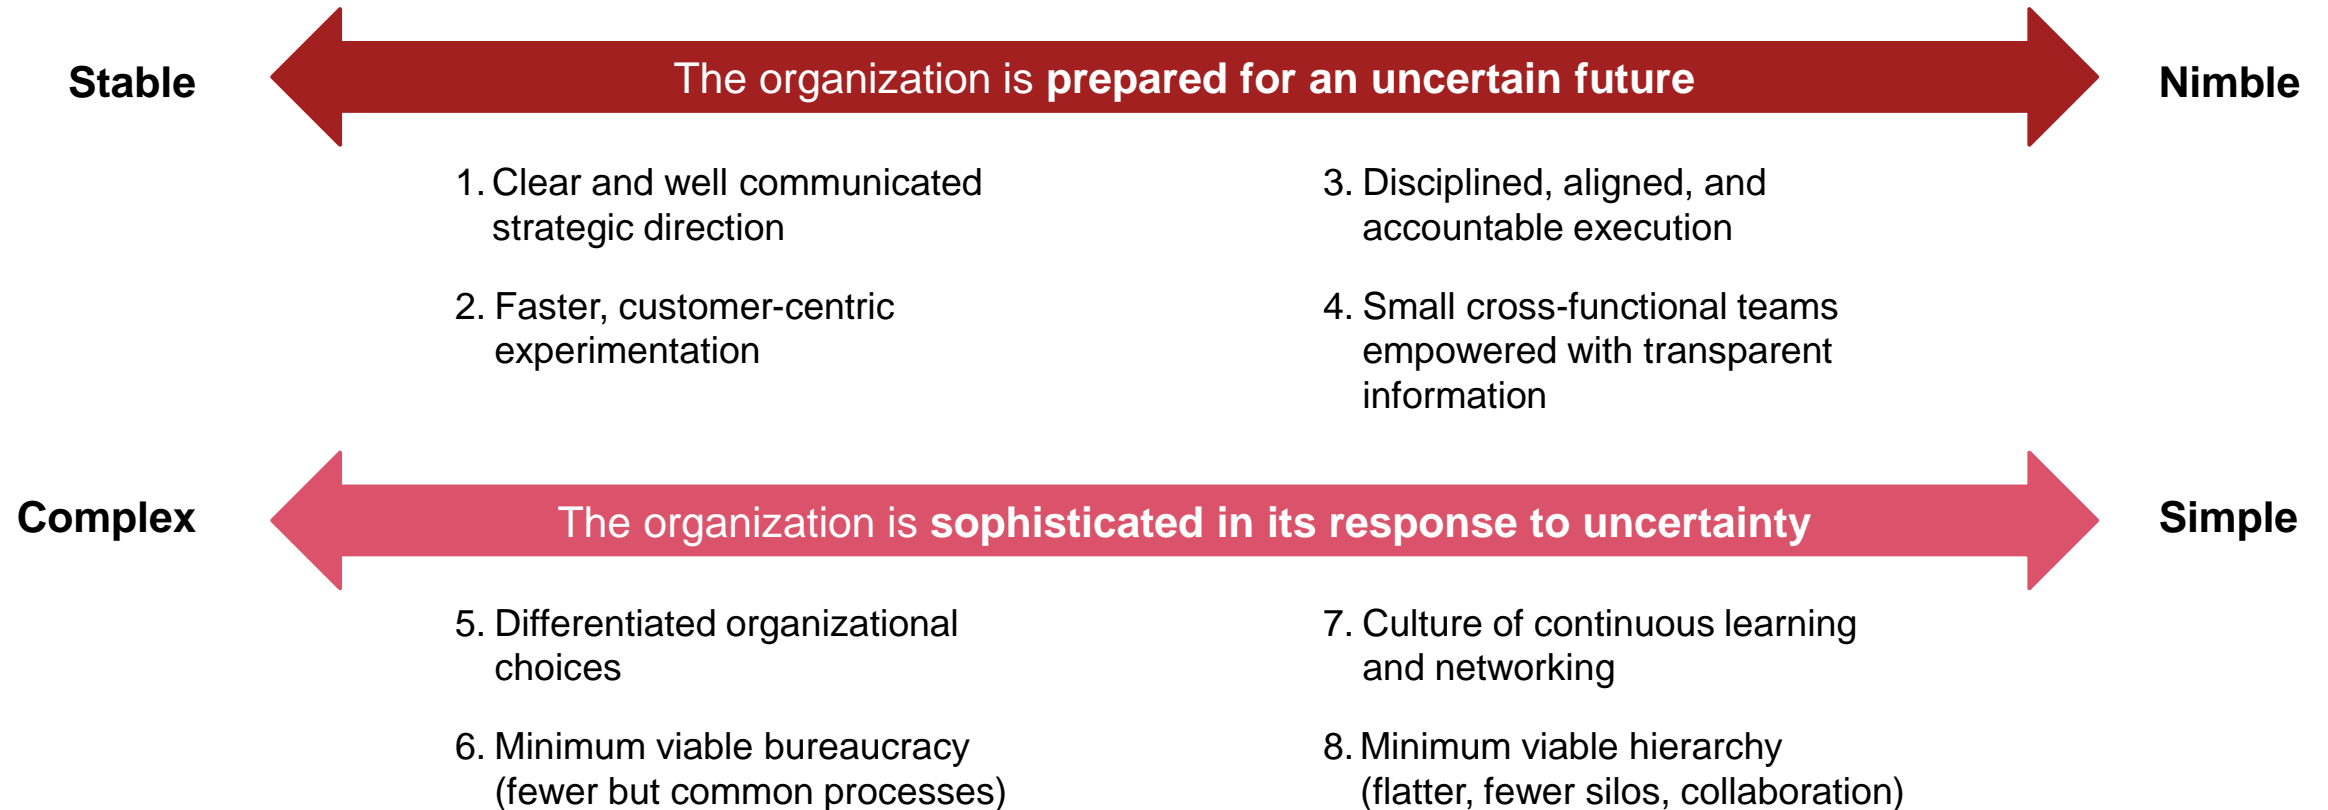 Stable
The organization is prepared for an uncertain future
Nimble
1. Clear and well communicated
strategic direction
2. Faster, customer-centric
experimentation
3. Disciplined, aligned, and
accountable execution
4. Small cross-functional teams
empowered with transparent
information
Complex
The organization is sophisticated in its response to uncertainty
Simple
5. Differentiated organizational
choices
6. Minimum viable bureaucracy
(fewer but common processes)
7. Culture of continuous learning
and networking
8. Minimum viable hierarchy
(flatter, fewer silos, collaboration)